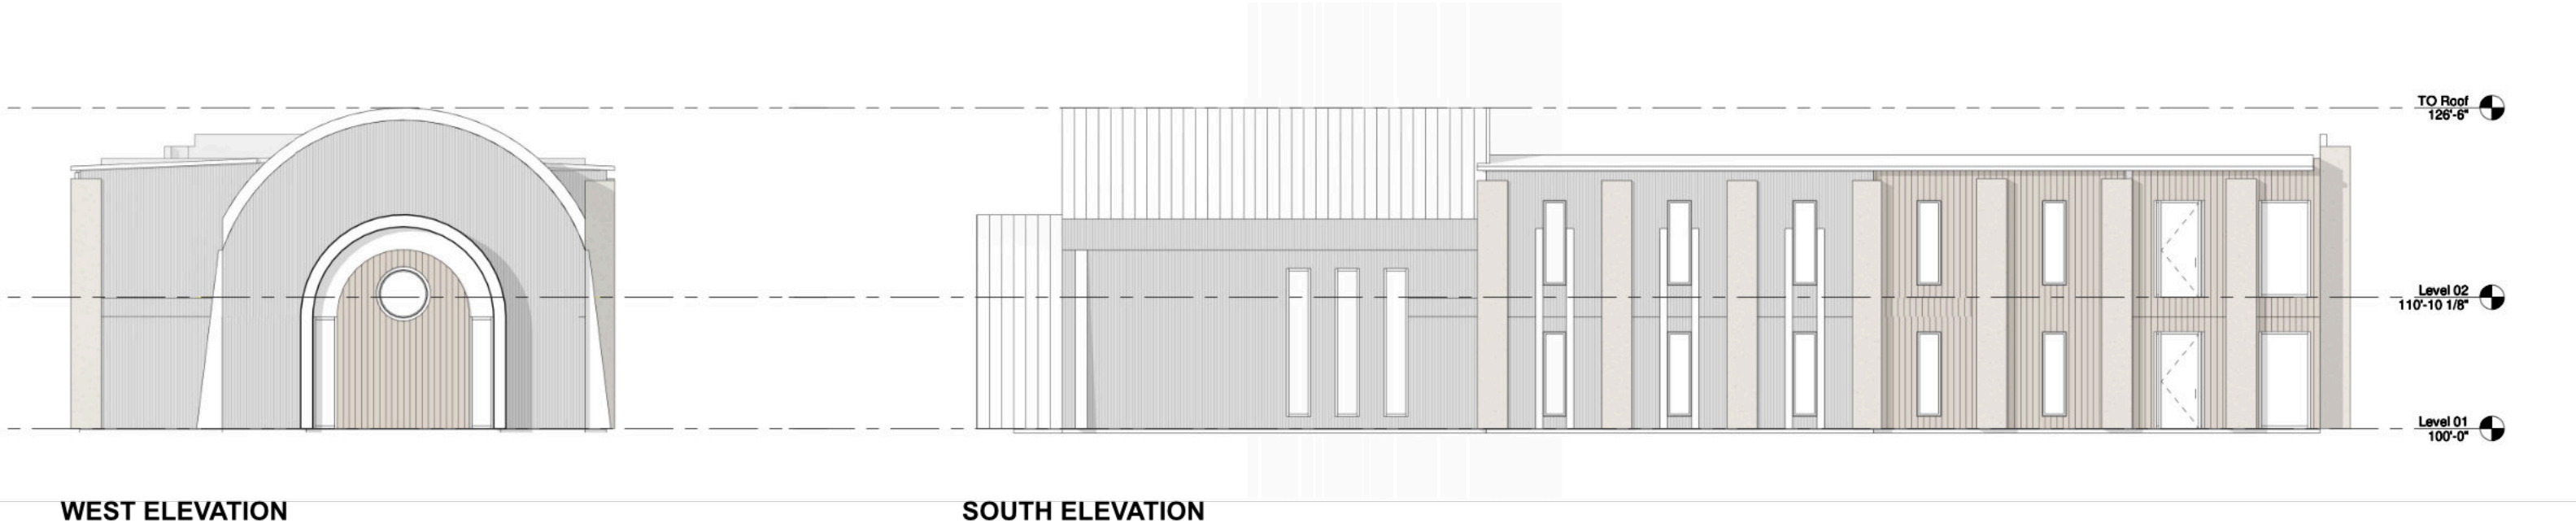 TO Roof
126'-6"
Level 02
110'-10 1/8"
Level 01
100'-0"
WEST ELEVATION
SOUTH ELEVATION